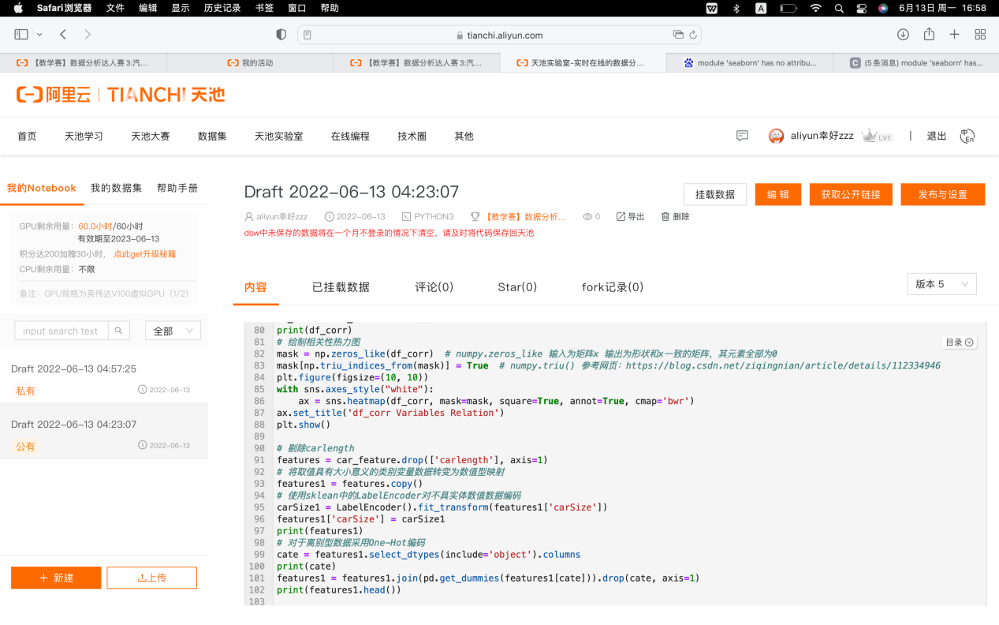 Safari浏览器 文件 编辑 显示 历史记录 书签 窗口 帮助 A 6月13日 周一 16:58
tianchi.aliyun.com
【教学赛】数据分析达人赛3:汽... 我的活动 【教学赛】数据分析达人赛3:汽... 天池实验室-实时在线的数据分... module 'seaborn' has no attribu... C (5条消息) module 'seaborn' has...
阿里云 TIANCHI 天池
首页 天池学习 天池大赛 数据集 天池实验室 在线编程 技术圈 其他 aliyun幸好zzz LV1 退出 中 En
我的Notebook 我的数据集 帮助手册
GPU剩余用量: 60.0小时/60小时
有效期至2023-06-13
积分达200加赠30小时, 点此get升级秘籍
CPU剩余用量: 不限
备注: GPU规格为英伟达V100虚拟GPU (1/2)
input search text 全部
Draft 2022-06-13 04:57:25
私有 2022-06-13
Draft 2022-06-13 04:23:07
公有 2022-06-13
+ 新建 上传
Draft 2022-06-13 04:23:07 挂载数据 编 辑 获取公开链接 发布与设置
aliyun幸好zzz 2022-06-13 PYTHON3 【教学赛】数据分析... 0 导出 删除
dsw中未保存的数据将在一个月不登录的情况下清空,请及时将代码保存回天池
内容 已挂载数据 评论(0) Star(0) fork记录(0) 版本 5
目录
80 print(df_corr)
81 # 绘制相关性热力图
82 mask = np.zeros_like(df_corr)  # numpy.zeros_like 输入为矩阵x 输出为形状和x一致的矩阵,其元素全部为0
83 mask[np.triu_indices_from(mask)] = True  # numpy.triu() 参考网页:https://blog.csdn.net/ziqingnian/article/details/112334946
84 plt.figure(figsize=(10, 10))
85 with sns.axes_style("white"):
86     ax = sns.heatmap(df_corr, mask=mask, square=True, annot=True, cmap='bwr')
87 ax.set_title('df_corr Variables Relation')
88 plt.show()
89
90 # 剔除carlength
91 features = car_feature.drop(['carlength'], axis=1)
92 # 将取值具有大小意义的类别变量数据转变为数值型映射
93 features1 = features.copy()
94 # 使用sklean中的LabelEncoder对不具实体数值数据编码
95 carSize1 = LabelEncoder().fit_transform(features1['carSize'])
96 features1['carSize'] = carSize1
97 print(features1)
98 # 对于离别型数据采用One-Hot编码
99 cate = features1.select_dtypes(include='object').columns
100 print(cate)
101 features1 = features1.join(pd.get_dummies(features1[cate])).drop(cate, axis=1)
102 print(features1.head())
103